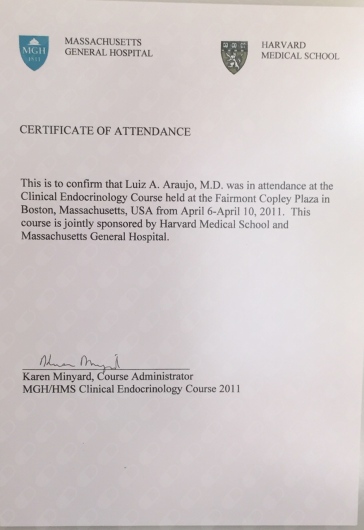 MGH
1811
MASSACHUSETTS
GENERAL HOSPITAL
HARVARD
MEDICAL SCHOOL
CERTIFICATE OF ATTENDANCE
This is to confirm that Luiz A. Araujo, M.D. was in attendance at the
Clinical Endocrinology Course held at the Fairmont Copley Plaza in
Boston, Massachusetts, USA from April 6-April 10, 2011. This
course is jointly sponsored by Harvard Medical School and
Massachusetts General Hospital.
Karen Minyard, Course Administrator
MGH/HMS Clinical Endocrinology Course 2011